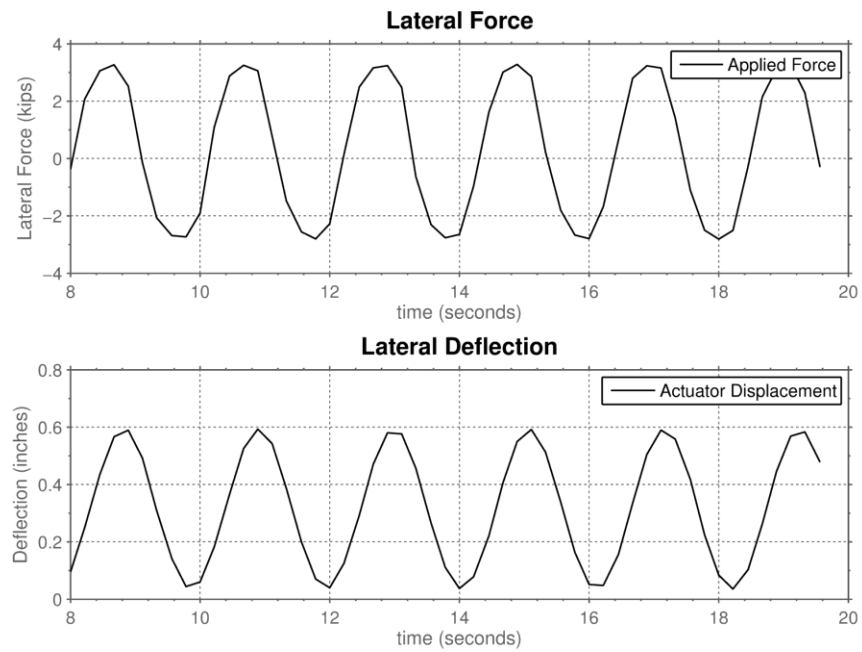 Lateral Force
Applied Force
Lateral Force (kips)
4
2
0
−2
−4
8 10 12 14 16 18 20
time (seconds)
Lateral Deflection
Actuator Displacement
Deflection (inches)
0.8
0.6
0.4
0.2
0
8 10 12 14 16 18 20
time (seconds)